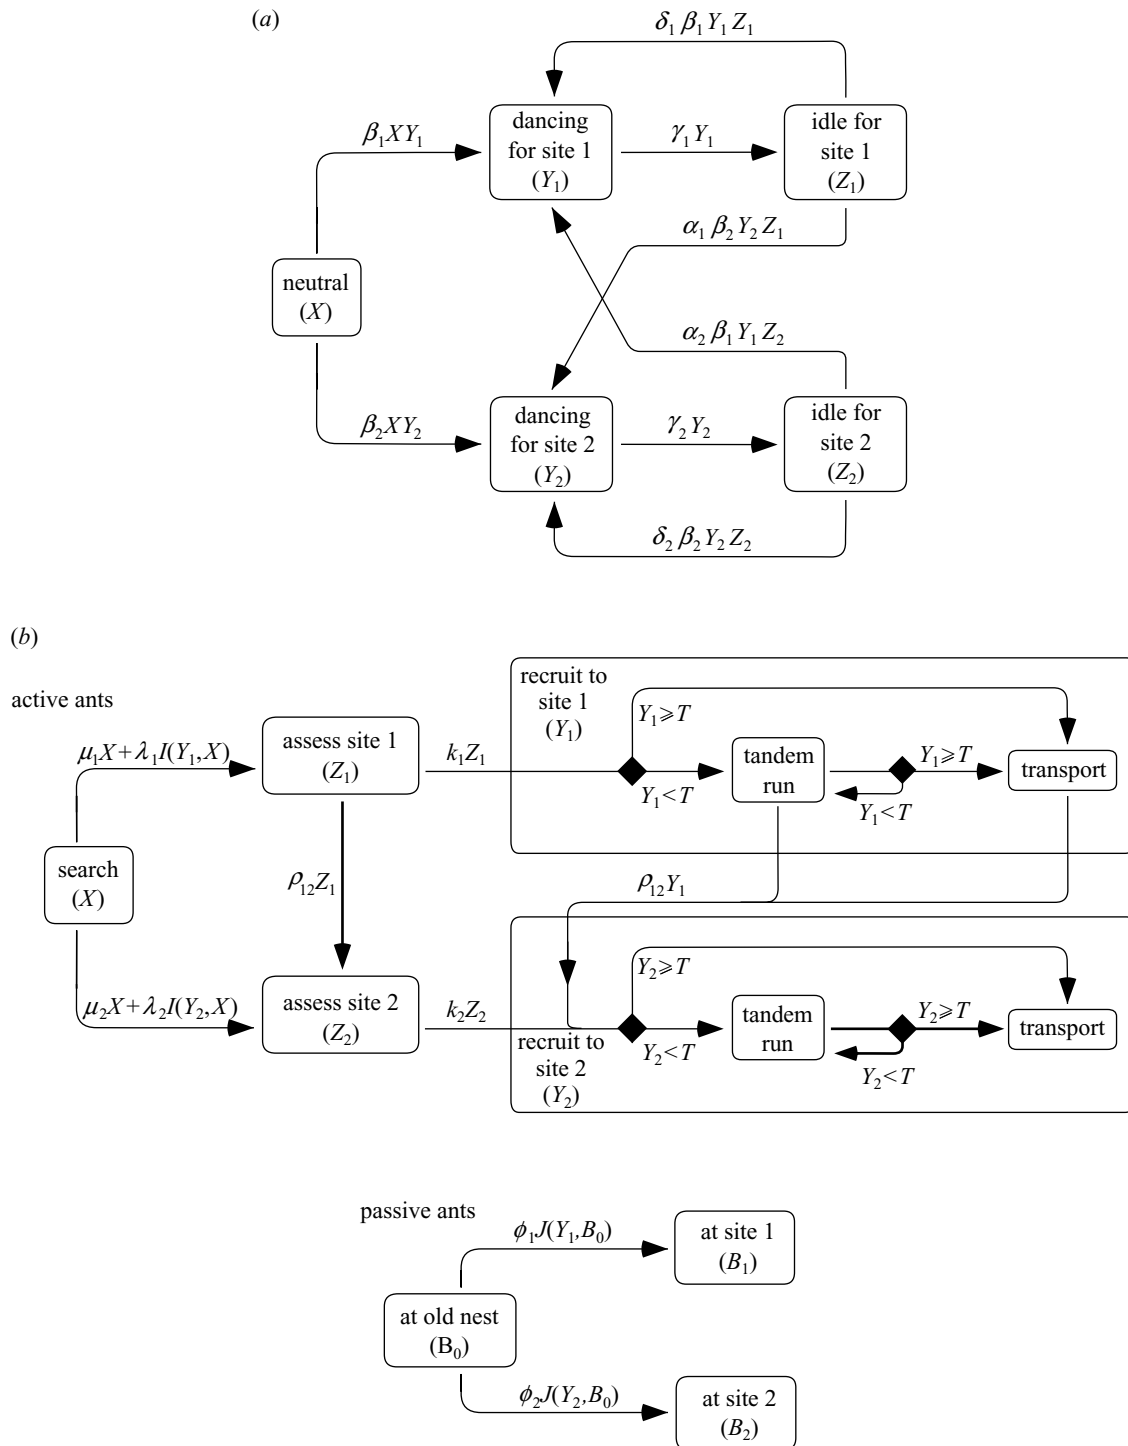 (a)
δ₁ β₁ Y₁ Z₁
dancing
for site 1
(Y₁)
idle for
site 1
(Z₁)
β₁XY₁
γ₁Y₁
α₁ β₂ Y₂ Z₁
neutral
(X)
α₂ β₁ Y₁ Z₂
dancing
for site 2
(Y₂)
idle for
site 2
(Z₂)
β₂XY₂
γ₂Y₂
δ₂ β₂ Y₂ Z₂
(b)
active ants
recruit to
site 1
(Y₁)
Y₁⩾T
μ₁X+λ₁I(Y₁,X)
assess site 1
(Z₁)
k₁Z₁
Y₁<T
tandem
run
Y₁⩾T
Y₁<T
transport
search
(X)
ρ₁₂Z₁
ρ₁₂Y₁
Y₂⩾T
μ₂X+λ₂I(Y₂,X)
assess site 2
(Z₂)
k₂Z₂
recruit to
site 2
(Y₂)
Y₂<T
tandem
run
Y₂⩾T
Y₂<T
transport
passive ants
ϕ₁J(Y₁,B₀)
at site 1
(B₁)
at old nest
(B₀)
ϕ₂J(Y₂,B₀)
at site 2
(B₂)